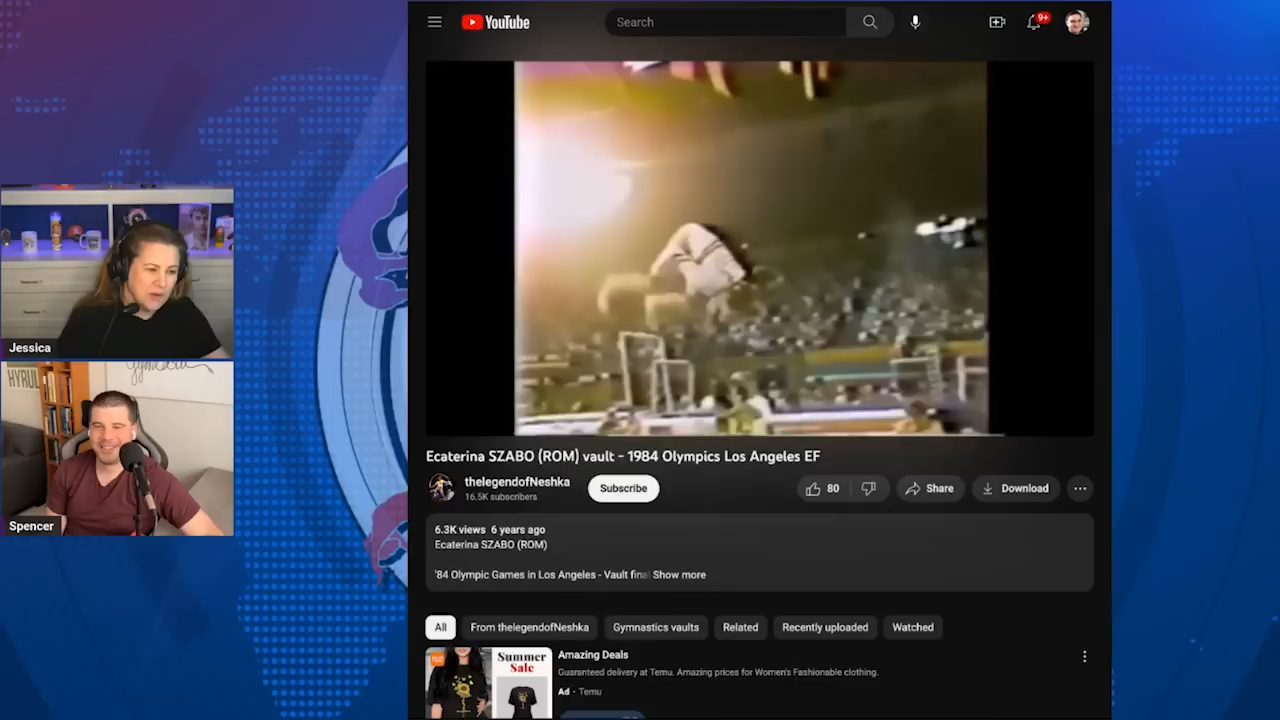 YouTube
Search
9+
Jessica
HYRUL
Spencer
Ecaterina SZABO (ROM) vault - 1984 Olympics Los Angeles EF
thelegendofNeshka
16.5K subscribers
Subscribe
80
Share
Download
6.3K views 6 years ago
Ecaterina SZABO (ROM)
'84 Olympic Games in Los Angeles - Vault final Show more
All
From thelegendofNeshka
Gymnastics vaults
Related
Recently uploaded
Watched
Summer
Sale
Amazing Deals
Guaranteed delivery at Temu. Amazing prices for Women's Fashionable clothing.
Ad · Temu